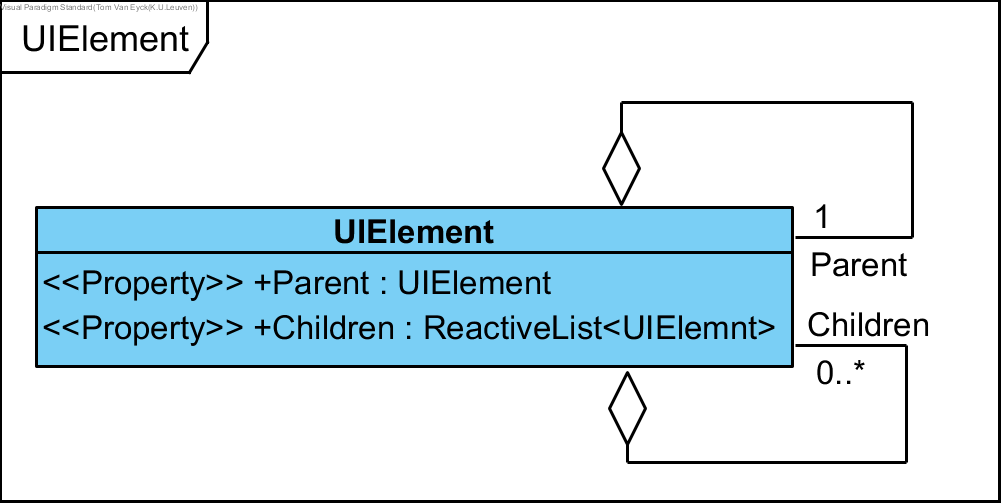 Visual Paradigm Standard(Tom Van Eyck(K.U.Leuven))
UIElement
UIElement
<<Property>> +Parent : UIElement
<<Property>> +Children : ReactiveList<UIElemnt>
1
Parent
Children
0..*